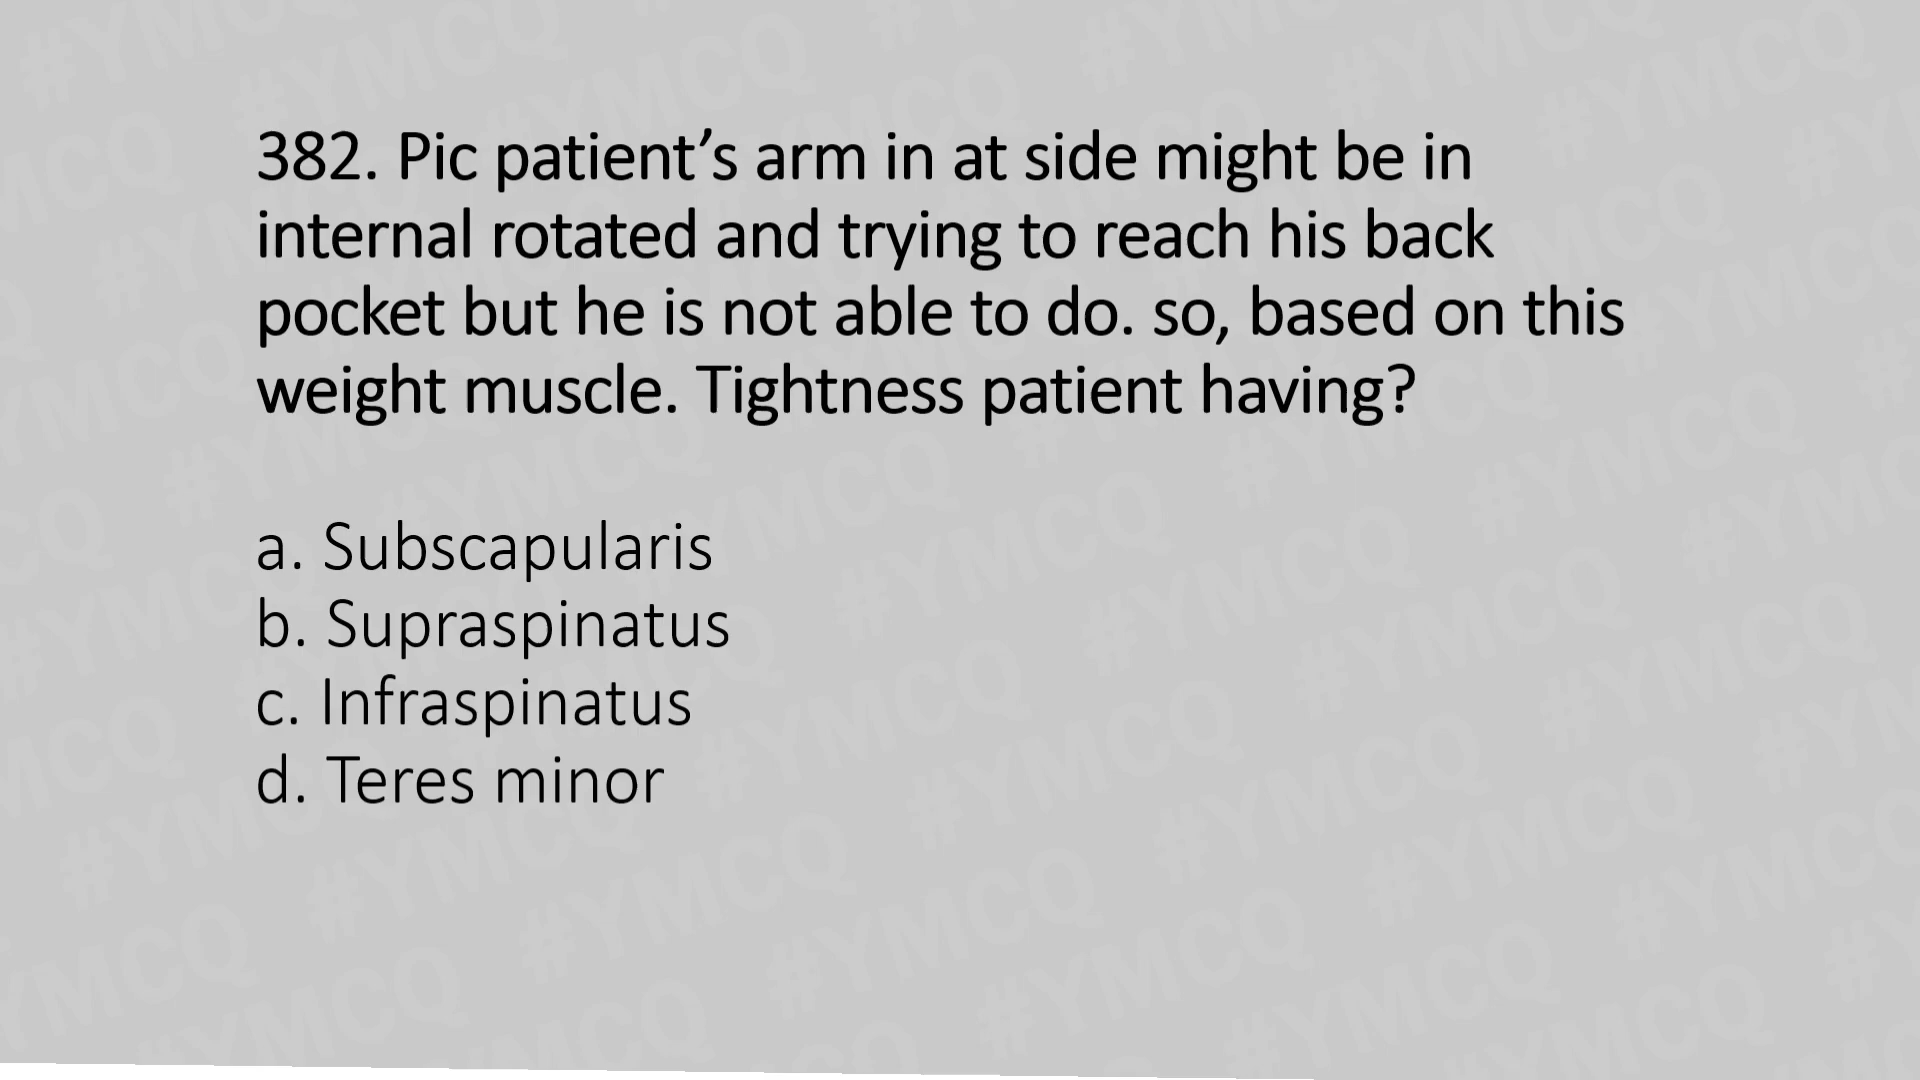 382. Pic patient’s arm in at side might be in
internal rotated and trying to reach his back
pocket but he is not able to do. so, based on this
weight muscle. Tightness patient having?
a. Subscapularis
b. Supraspinatus
c. Infraspinatus
d. Teres minor
#YMCQ